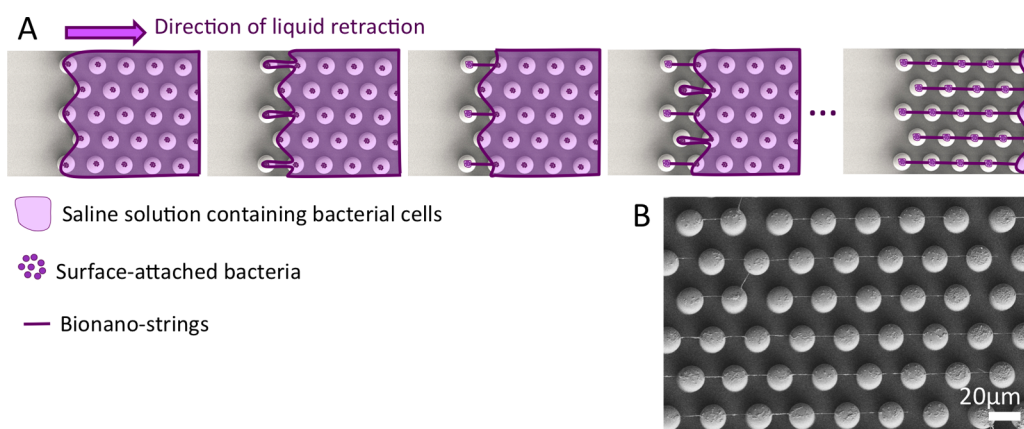 A
Direction of liquid retraction
...
Saline solution containing bacterial cells
Surface-attached bacteria
Bionano-strings
B
20μm